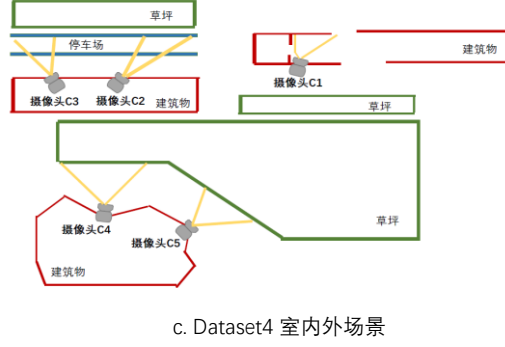 草坪
停车场
建筑物
摄像头C1
摄像头C3
摄像头C2
建筑物
草坪
草坪
摄像头C4
摄像头C5
建筑物
c. Dataset4 室内外场景